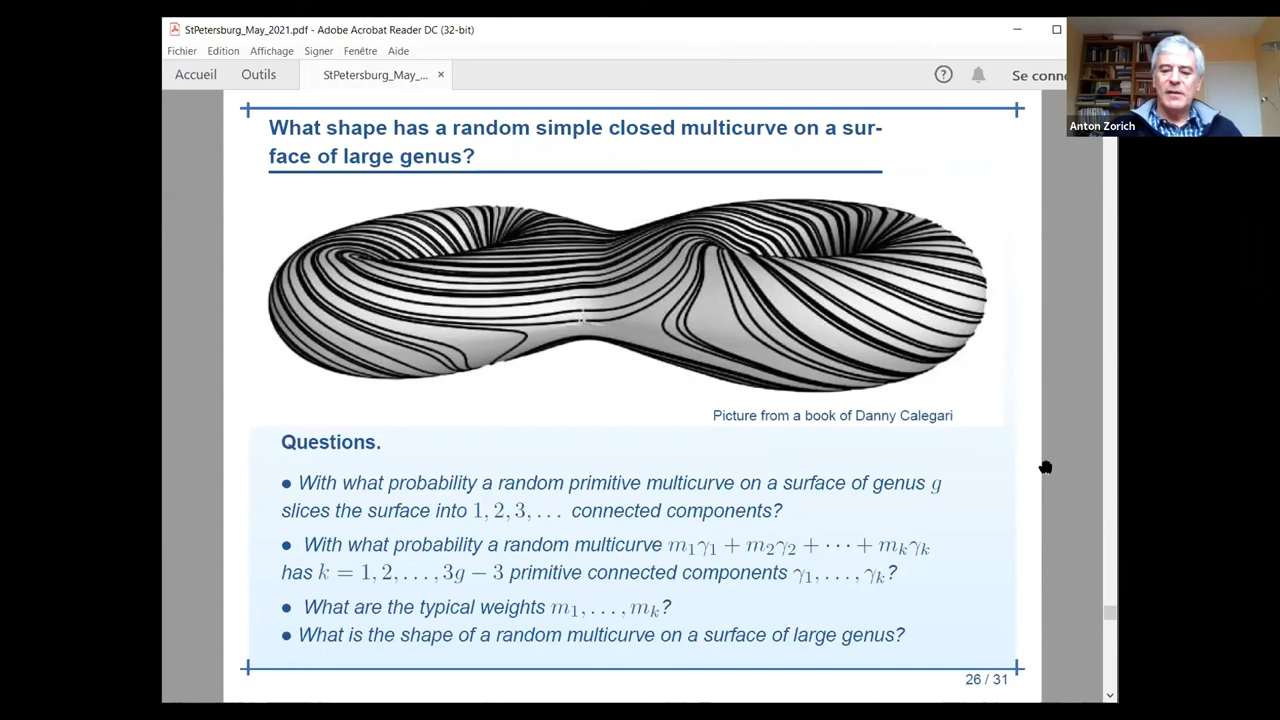 StPetersburg_May_2021.pdf - Adobe Acrobat Reader DC (32-bit)
Fichier Edition Affichage Signer Fenêtre Aide
Accueil Outils StPetersburg_May_... × ? Se conn
Anton Zorich
What shape has a random simple closed multicurve on a sur-
face of large genus?
Picture from a book of Danny Calegari
Questions.
• With what probability a random primitive multicurve on a surface of genus g
slices the surface into 1, 2, 3, . . . connected components?
• With what probability a random multicurve m₁γ₁ + m₂γ₂ + · · · + mₖγₖ
has k = 1, 2, . . . , 3g − 3 primitive connected components γ₁, . . . , γₖ?
• What are the typical weights m₁, . . . , mₖ?
• What is the shape of a random multicurve on a surface of large genus?
26 / 31